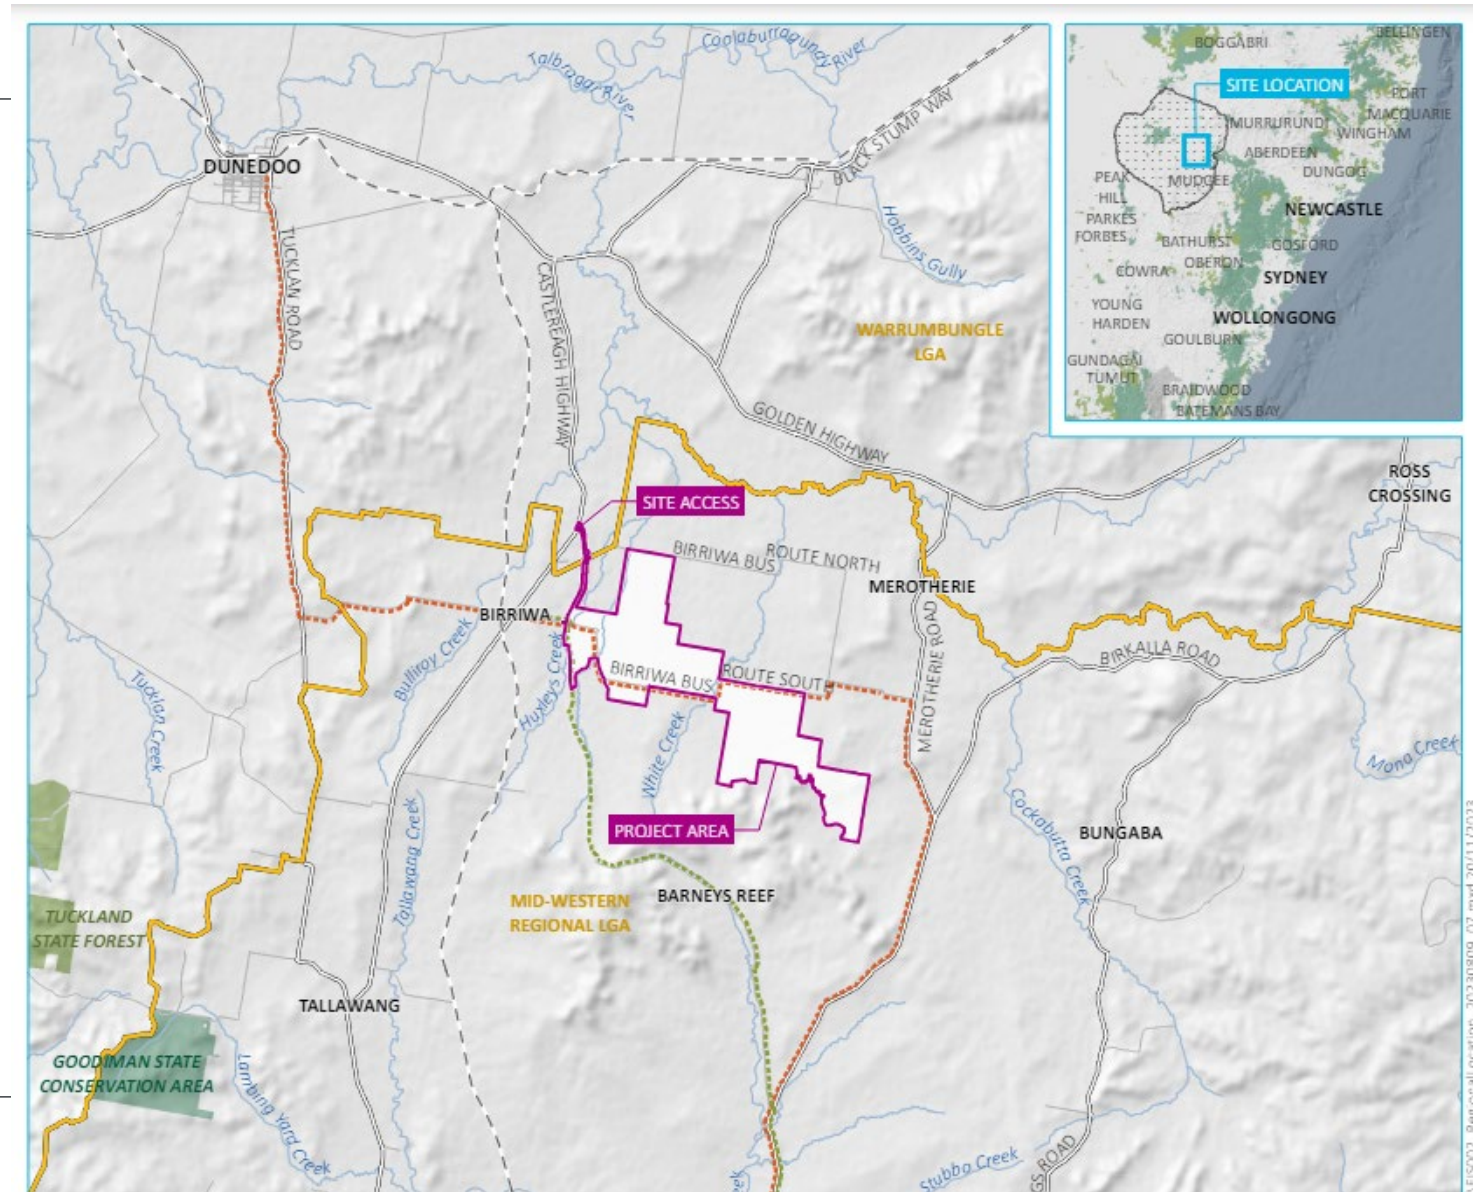 Coolaburragundy River
Talbragar River
BLACK STUMP WAY
DUNEDOO
TUCKLAN ROAD
CASTLEREAGH HIGHWAY
Hobbins Gully
WARRUMBUNGLE
LGA
GOLDEN HIGHWAY
BOGGABRI
BELLINGEN
SITE LOCATION
PORT
MACQUARIE
MURRURUNDI
WINGHAM
ABERDEEN
DUNGOG
PEAK
HILL
MUDGEE
NEWCASTLE
PARKES
FORBES
BATHURST
GOSFORD
OBERON
COWRA
SYDNEY
YOUNG
HARDEN
WOLLONGONG
GOULBURN
GUNDAGAI
TUMUT
BRAIDWOOD
BATEMANS BAY
ROSS
CROSSING
SITE ACCESS
BIRRIWA BUS
ROUTE NORTH
MEROTHERIE
BIRRIWA
MEROTHERIE ROAD
BIRKALLA ROAD
Bulliroy Creek
Huxleys Creek
BIRRIWA BUS
ROUTE SOUTH
Tucklan Creek
White Creek
Mona Creek
Tallawang Creek
PROJECT AREA
Cockabutta Creek
BUNGABA
BARNEYS REEF
MID-WESTERN
REGIONAL LGA
TUCKLAND
STATE FOREST
TALLAWANG
GOODIMAN STATE
CONSERVATION AREA
Lambing Yard Creek
Stubbo Creek
GS ROAD